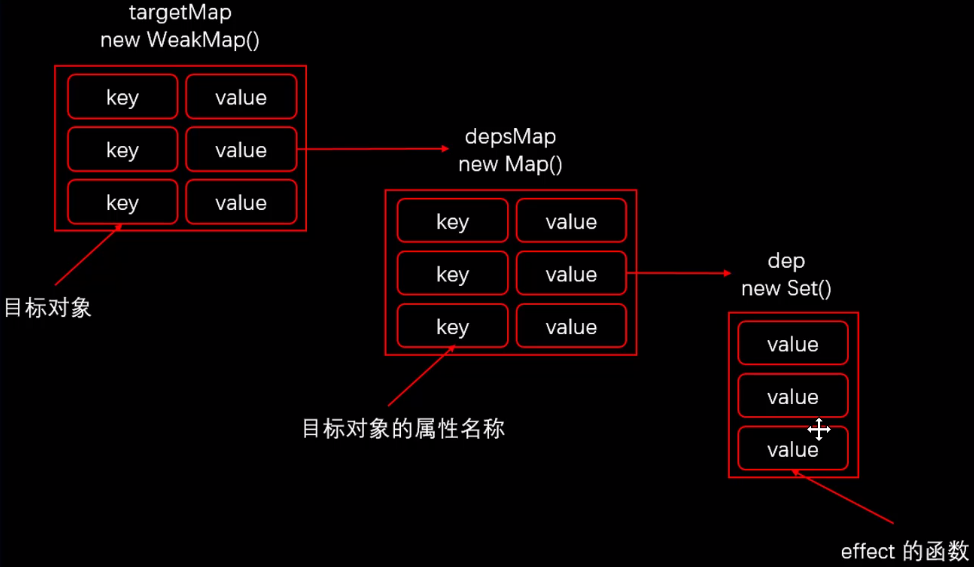 targetMap
new WeakMap()
key value
key value
key value
目标对象
depsMap
new Map()
key value
key value
key value
目标对象的属性名称
dep
new Set()
value
value
value
effect 的函数